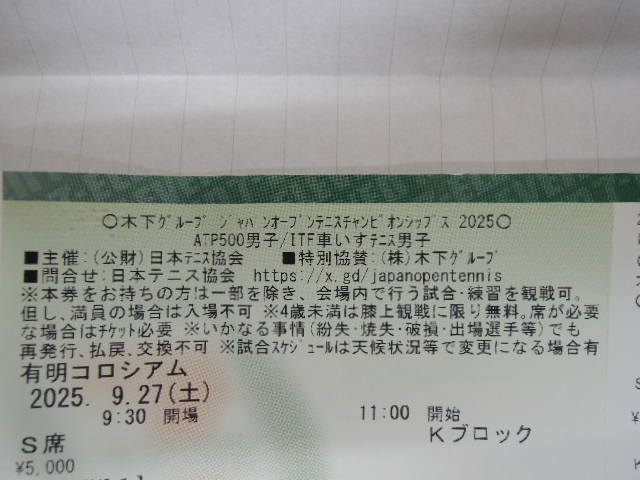 〇木下グループ ジャパンオープンテニスチャンピオンシップス 2025〇
ATP500男子/ITF車いすテニス男子
■主催:(公財)日本テニス協会 ■特別協賛:(株)木下グループ
■問合せ:日本テニス協会 https://x.gd/japanopentennis
※本券をお持ちの方は一部を除き、会場内で行う試合・練習を観戦可。
但し、満員の場合は入場不可 ※4歳未満は膝上観戦に限り無料。席が必要
な場合はチケット必要 ※いかなる事情(紛失・焼失・破損・出場選手等)でも
再発行、払戻、交換不可 ※試合スケジュールは天候状況等で変更になる場合有
有明コロシアム
2025. 9.27(土)
9:30 開場 11:00 開始
S席 Kブロック
¥5,000